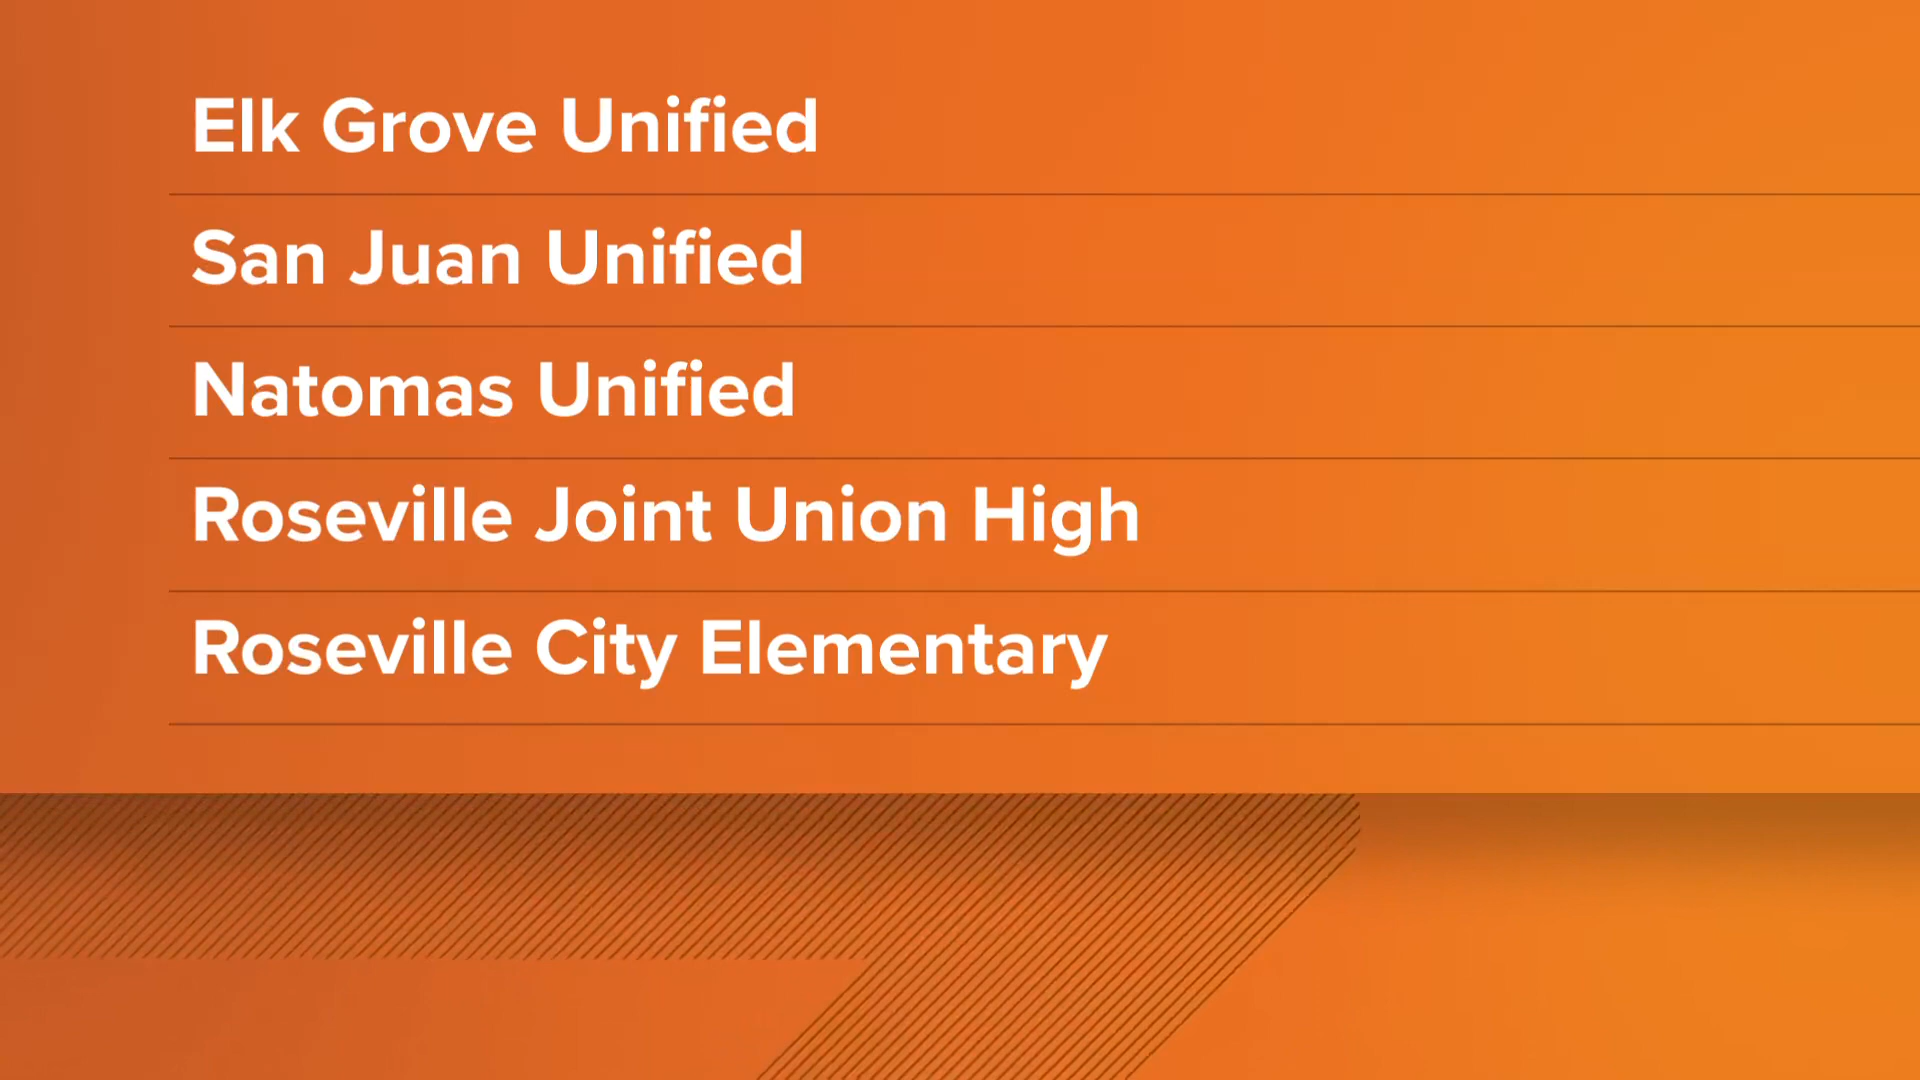 Elk Grove Unified
San Juan Unified
Natomas Unified
Roseville Joint Union High
Roseville City Elementary